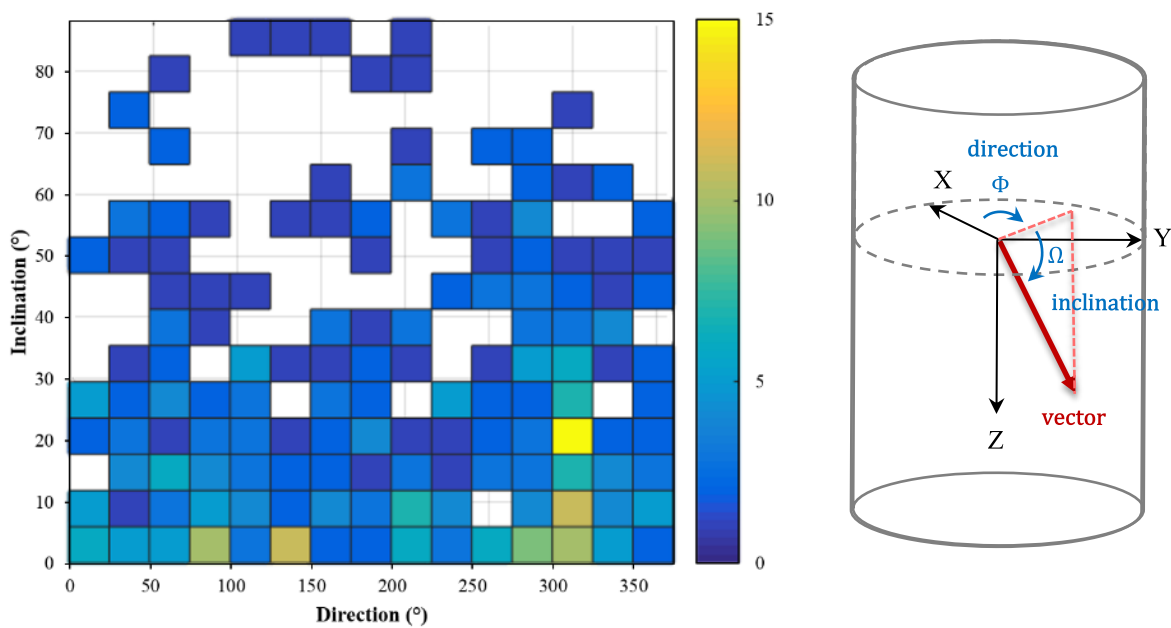 80
70
60
50
40
30
20
10
0
Inclination (°)
0 50 100 150 200 250 300 350
Direction (°)
15
10
5
0
direction
Φ
X
Y
Ω
inclination
vector
Z